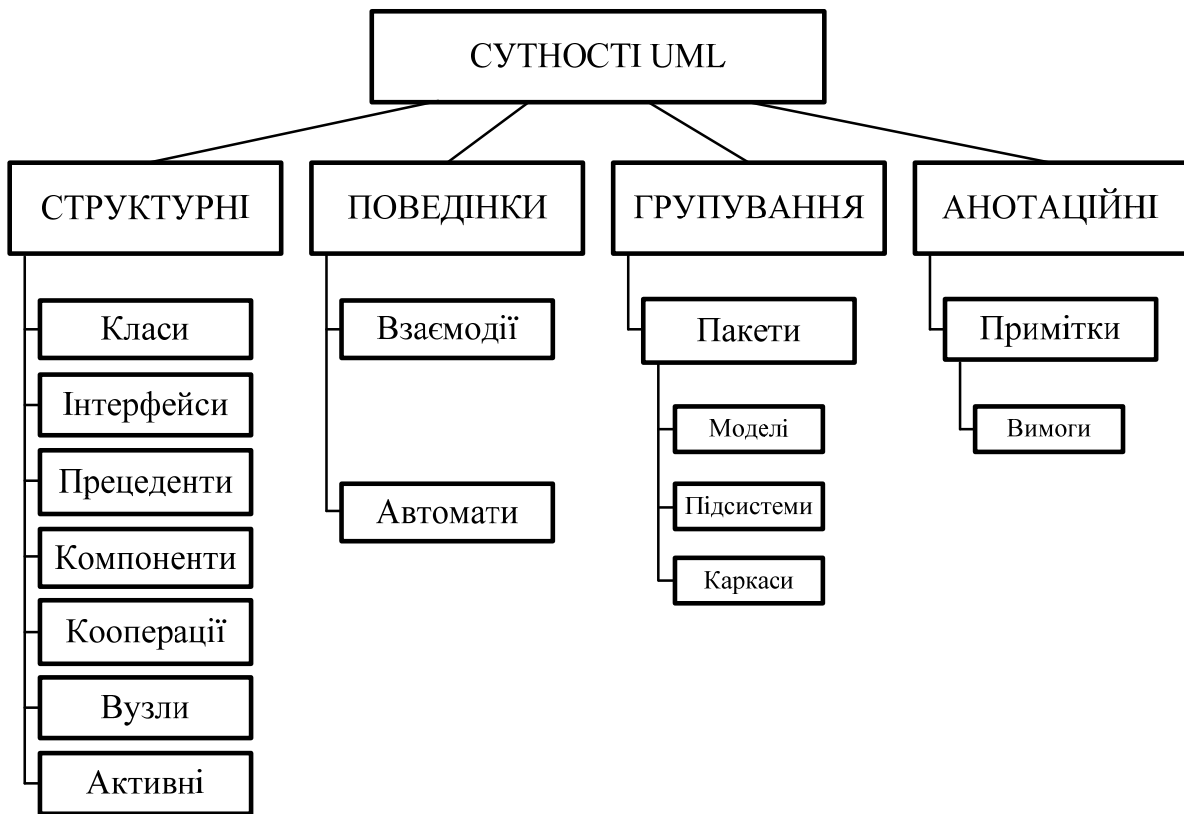 СУТНОСТІ UML
СТРУКТУРНІ
ПОВЕДІНКИ
ГРУПУВАННЯ
АНОТАЦІЙНІ
Класи
Інтерфейси
Прецеденти
Компоненти
Кооперації
Вузли
Активні
Взаємодії
Автомати
Пакети
Моделі
Підсистеми
Каркаси
Примітки
Вимоги